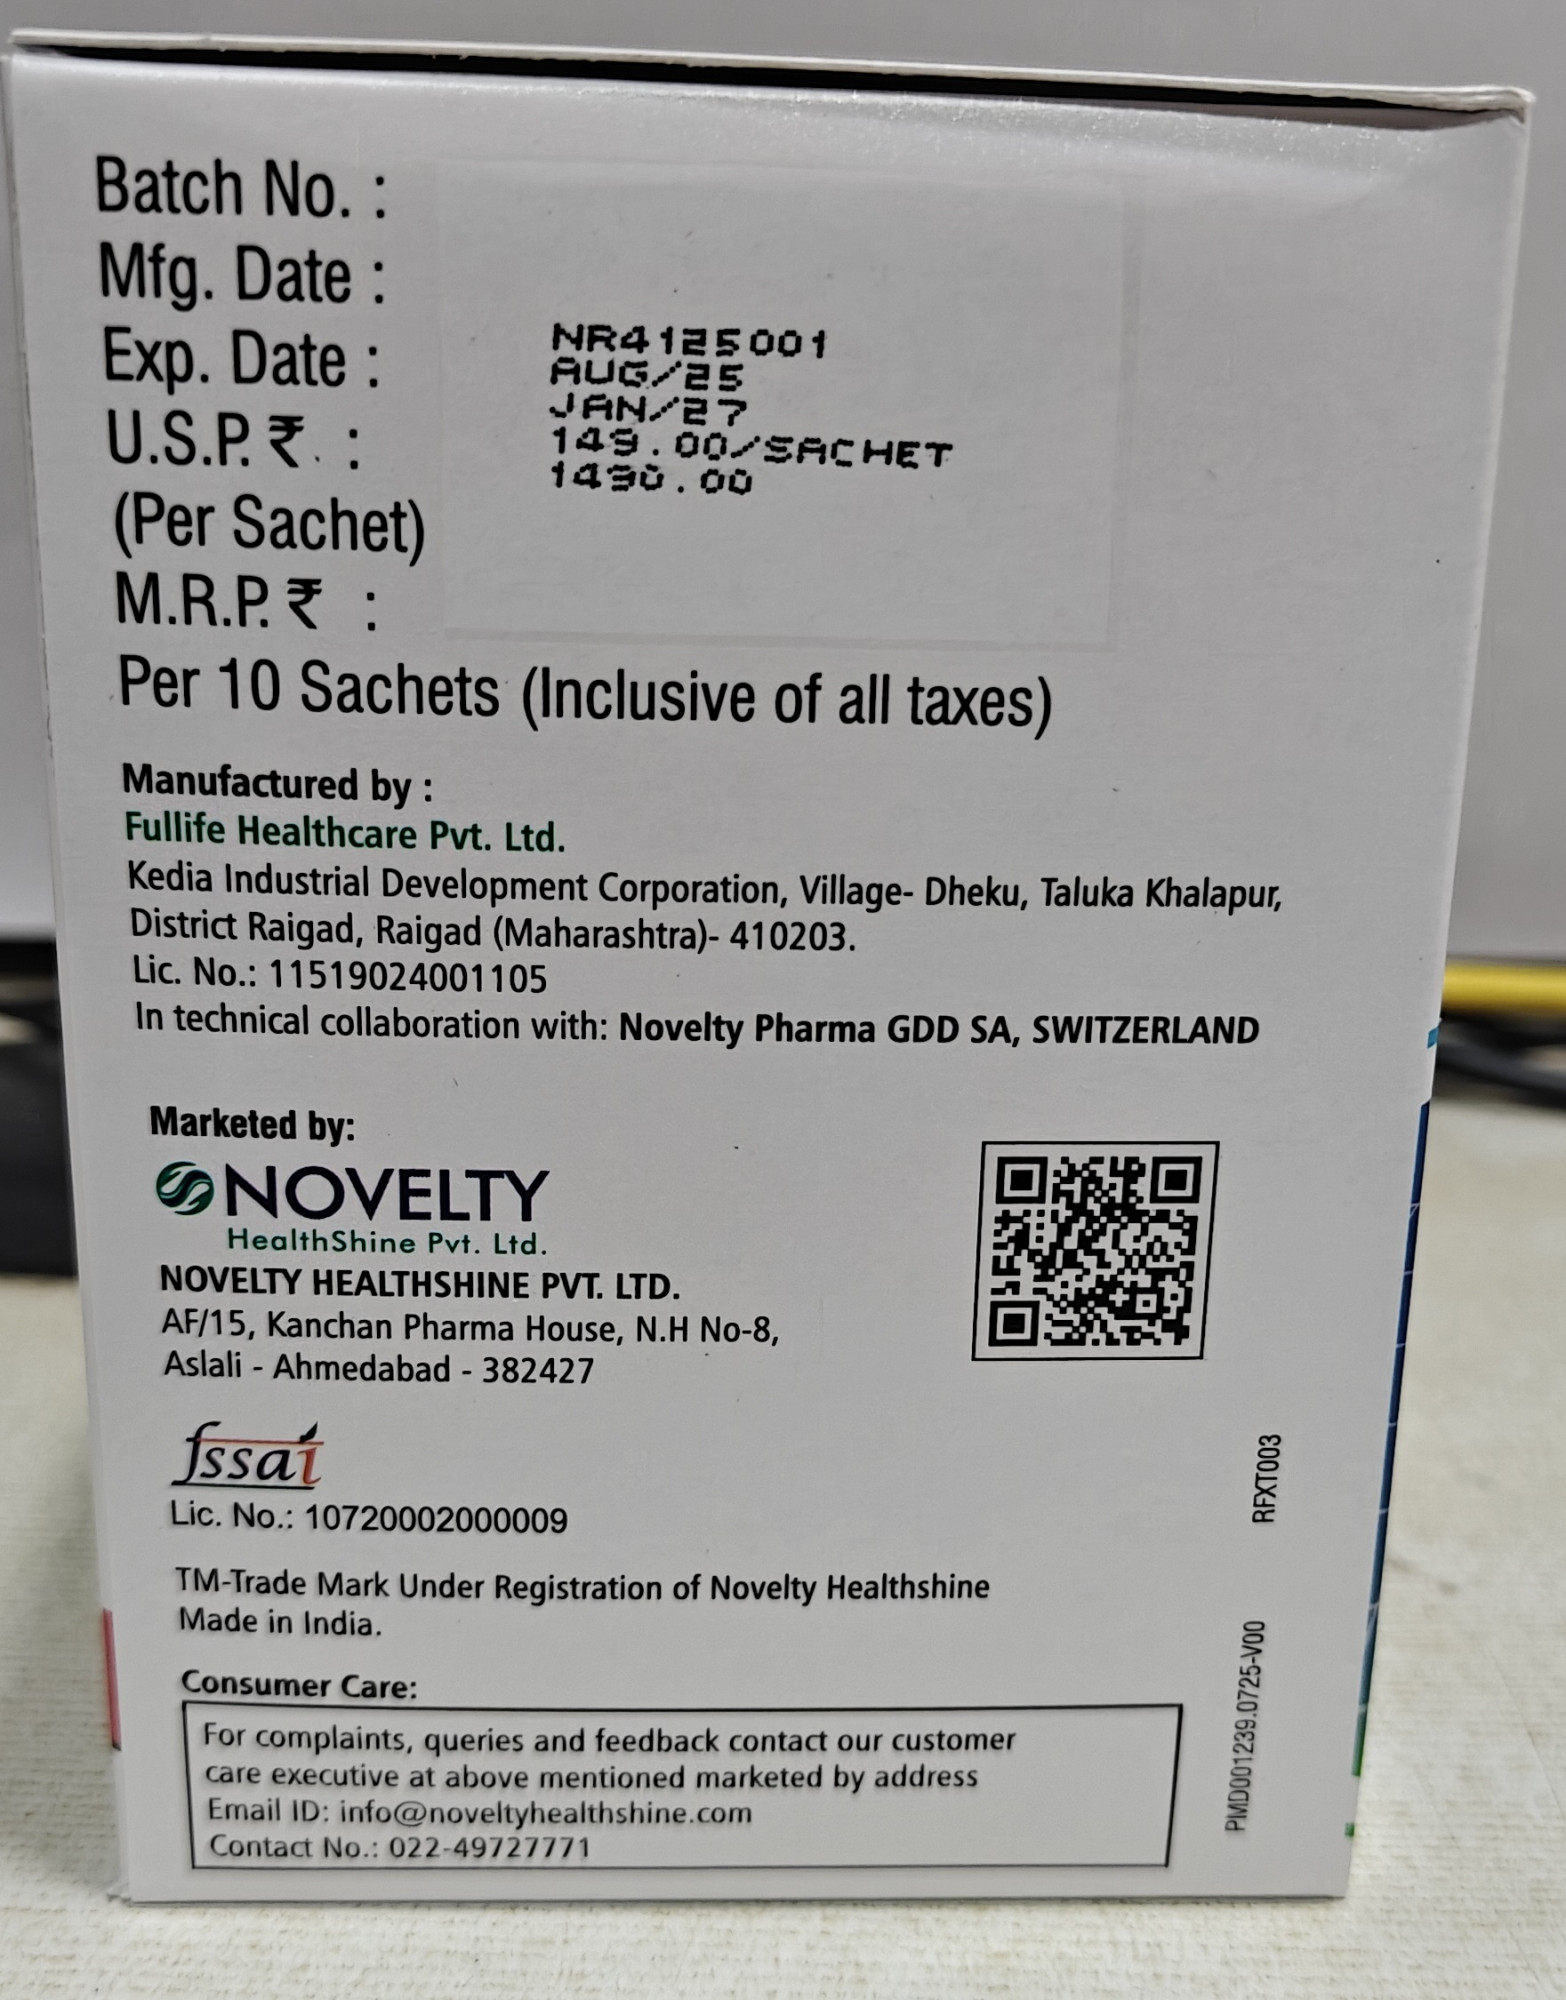 Batch No. :
Mfg. Date :
Exp. Date :
U.S.P. ₹. :
(Per Sachet)
M.R.P. ₹ :
NR4125001
AUG/25
JAN/27
149.00/SACHET
1490.00
Per 10 Sachets (Inclusive of all taxes)
Manufactured by :
Fullife Healthcare Pvt. Ltd.
Kedia Industrial Development Corporation, Village- Dheku, Taluka Khalapur,
District Raigad, Raigad (Maharashtra)- 410203.
Lic. No.: 11519024001105
In technical collaboration with: Novelty Pharma GDD SA, SWITZERLAND
Marketed by:
NOVELTY
HealthShine Pvt. Ltd.
NOVELTY HEALTHSHINE PVT. LTD.
AF/15, Kanchan Pharma House, N.H No-8,
Aslali - Ahmedabad - 382427
fssai
Lic. No.: 10720002000009
TM-Trade Mark Under Registration of Novelty Healthshine
Made in India.
Consumer Care:
For complaints, queries and feedback contact our customer
care executive at above mentioned marketed by address
Email ID: info@noveltyhealthshine.com
Contact No.: 022-49727771
RFXT003
PMD001239.0725-V00